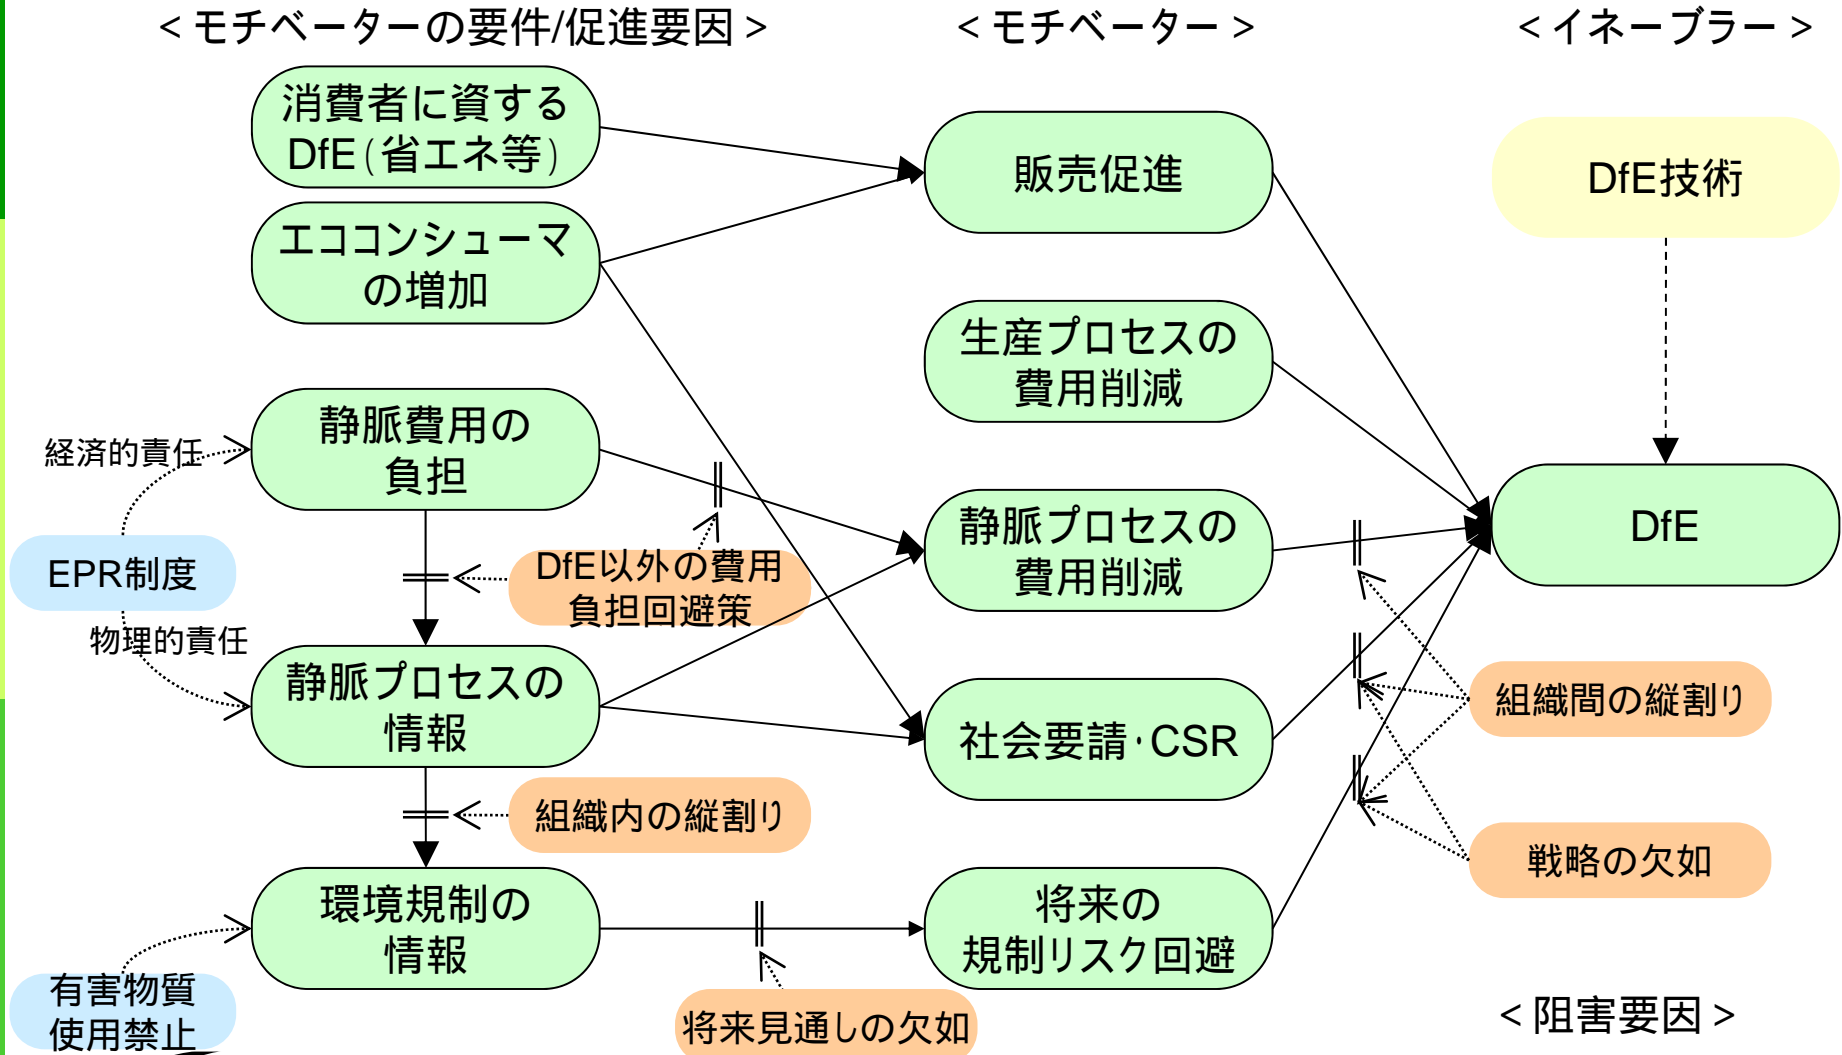 ＜モチベーターの要件/促進要因＞
＜モチベーター＞
＜イネーブラー＞
消費者に資する
DfE(省エネ等)
エココンシューマ
の増加
静脈費用の
負担
経済的責任
EPR制度
物理的責任
DfE以外の費用
負担回避策
静脈プロセスの
情報
組織内の縦割り
環境規制の
情報
有害物質
使用禁止
将来見通しの欠如
販売促進
生産プロセスの
費用削減
静脈プロセスの
費用削減
社会要請・CSR
将来の
規制リスク回避
DfE技術
DfE
組織間の縦割り
戦略の欠如
＜阻害要因＞